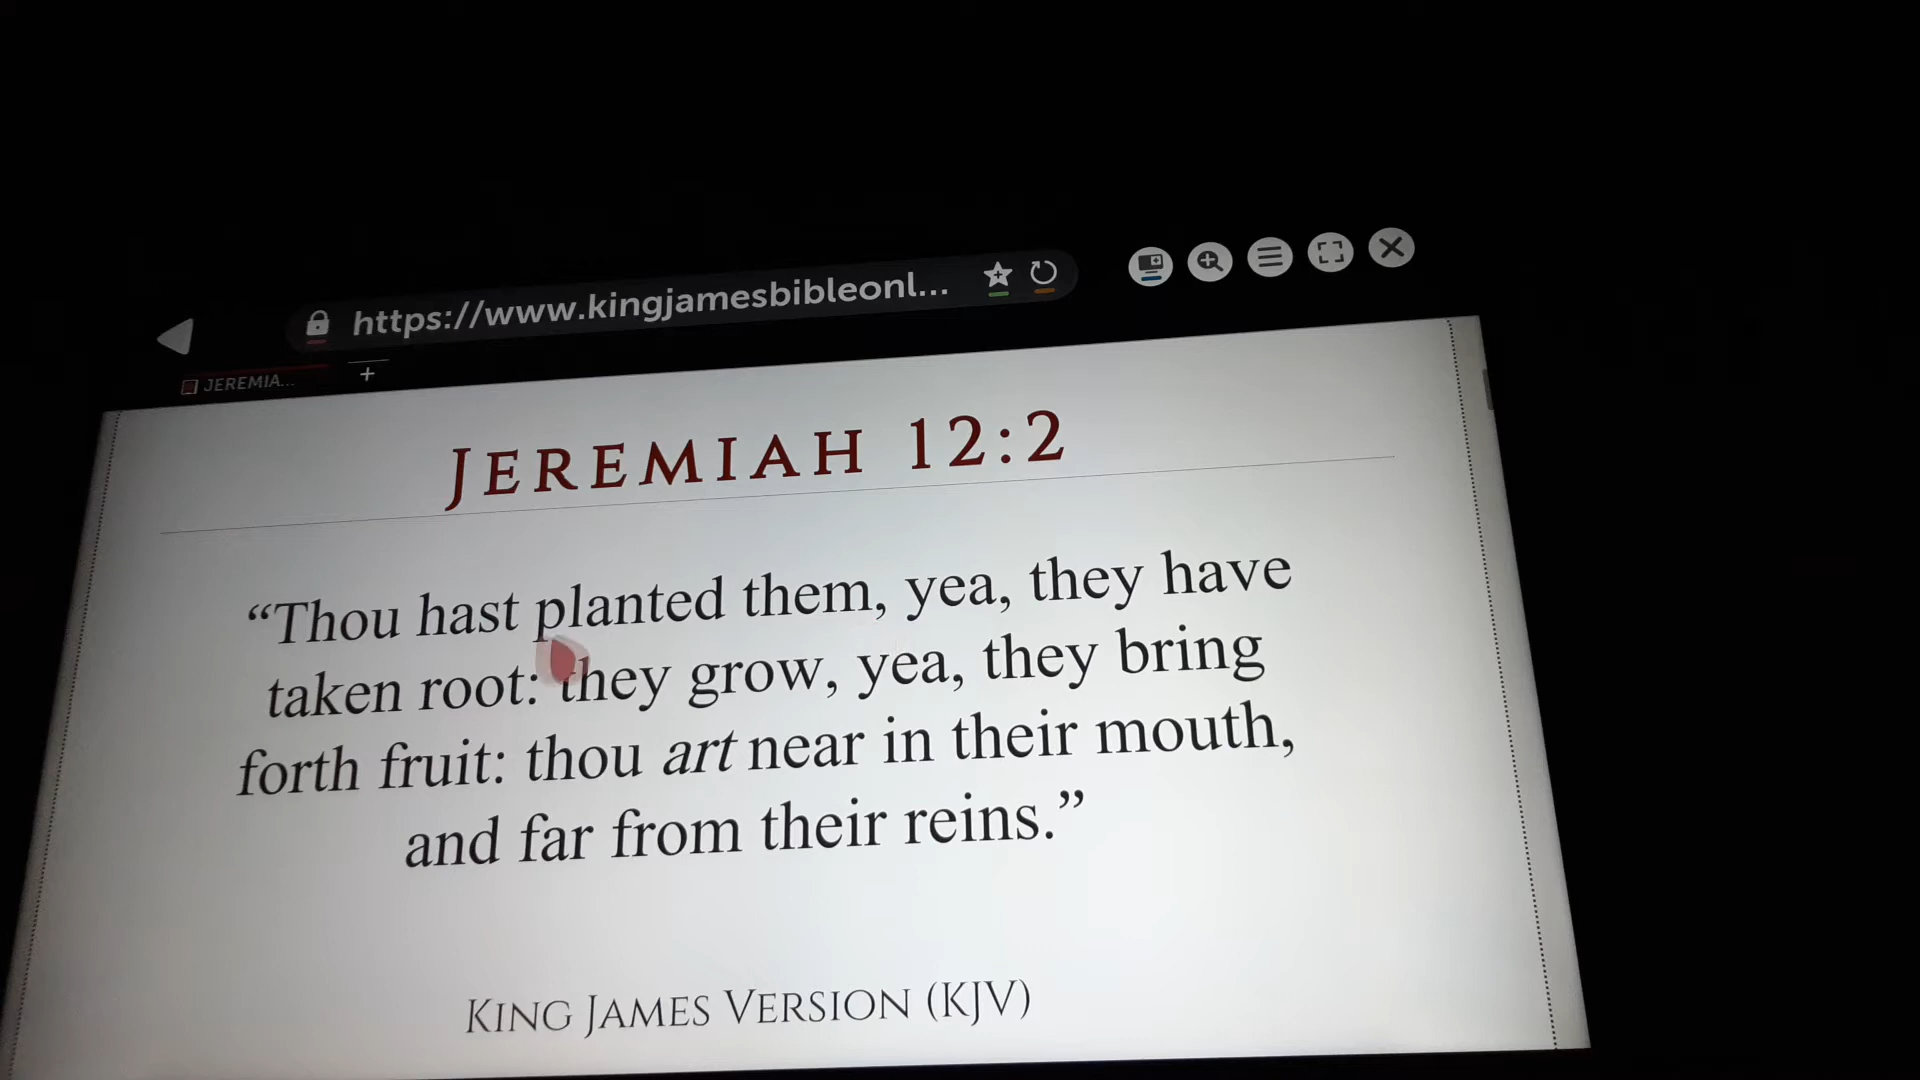 https://www.kingjamesbibleonl...
JEREMIA...
+
JEREMIAH 12:2
“Thou hast planted them, yea, they have
taken root: they grow, yea, they bring
forth fruit: thou art near in their mouth,
and far from their reins.”
KING JAMES VERSION (KJV)